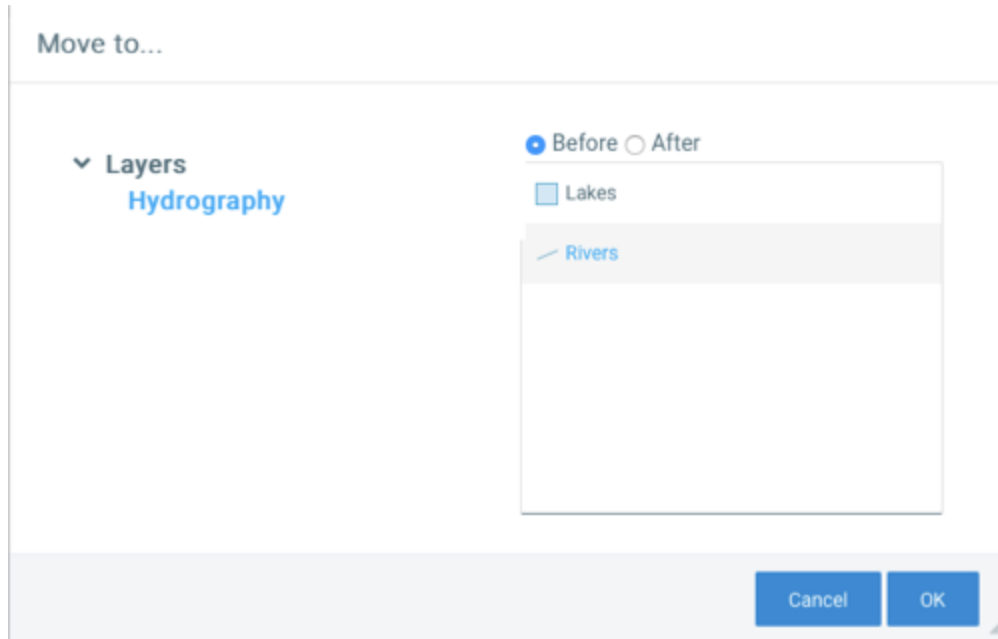 Move to...
Before After
Layers
Lakes
Hydrography
Rivers
Cancel OK